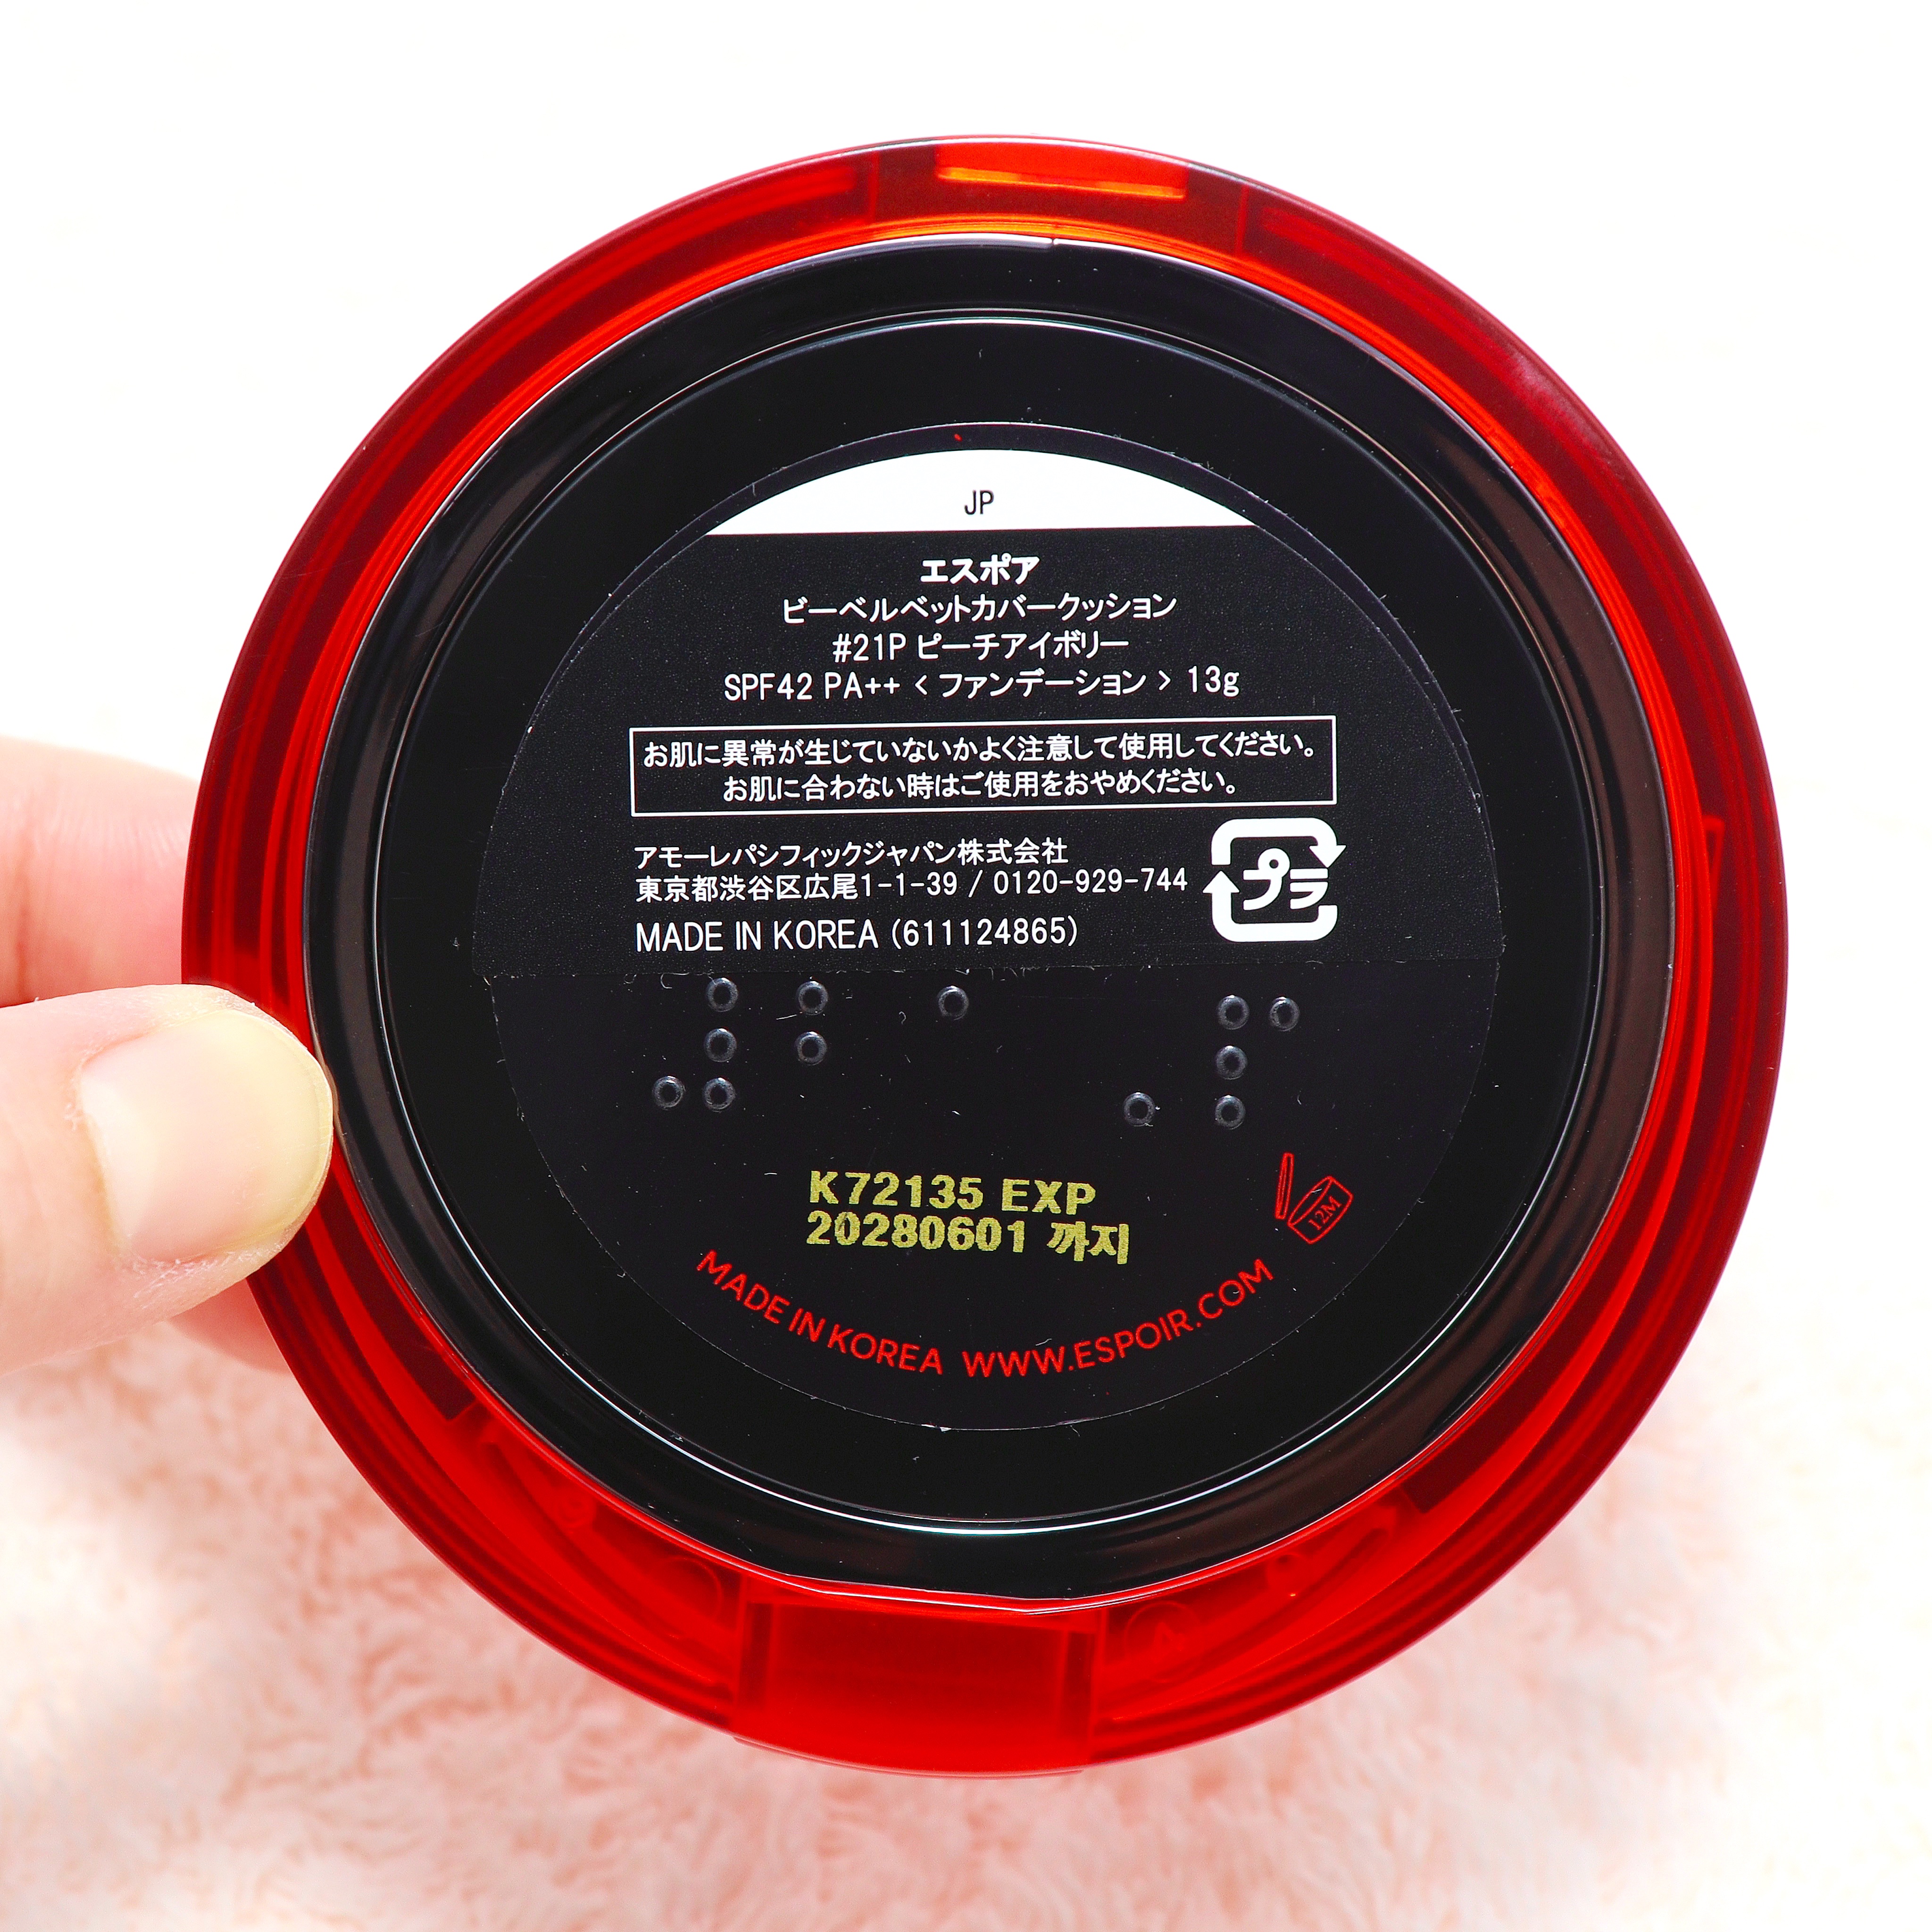 JP
エスポア
ビーベルベットカバークッション
#21P ピーチアイボリー
SPF42 PA++ < ファンデーション > 13g
お肌に異常が生じていないかよく注意して使用してください。
お肌に合わない時はご使用をおやめください。
アモーレパシフィックジャパン株式会社
東京都渋谷区広尾1-1-39 / 0120-929-744
プラ
MADE IN KOREA (611124865)
K72135 EXP
20280601 까지
12M
MADE IN KOREA WWW.ESPOIR.COM